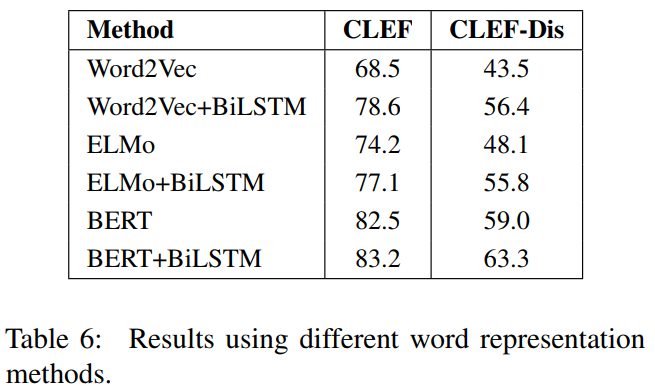 Method CLEF CLEF-Dis
Word2Vec 68.5 43.5
Word2Vec+BiLSTM 78.6 56.4
ELMo 74.2 48.1
ELMo+BiLSTM 77.1 55.8
BERT 82.5 59.0
BERT+BiLSTM 83.2 63.3
Table 6: Results using different word representation
methods.